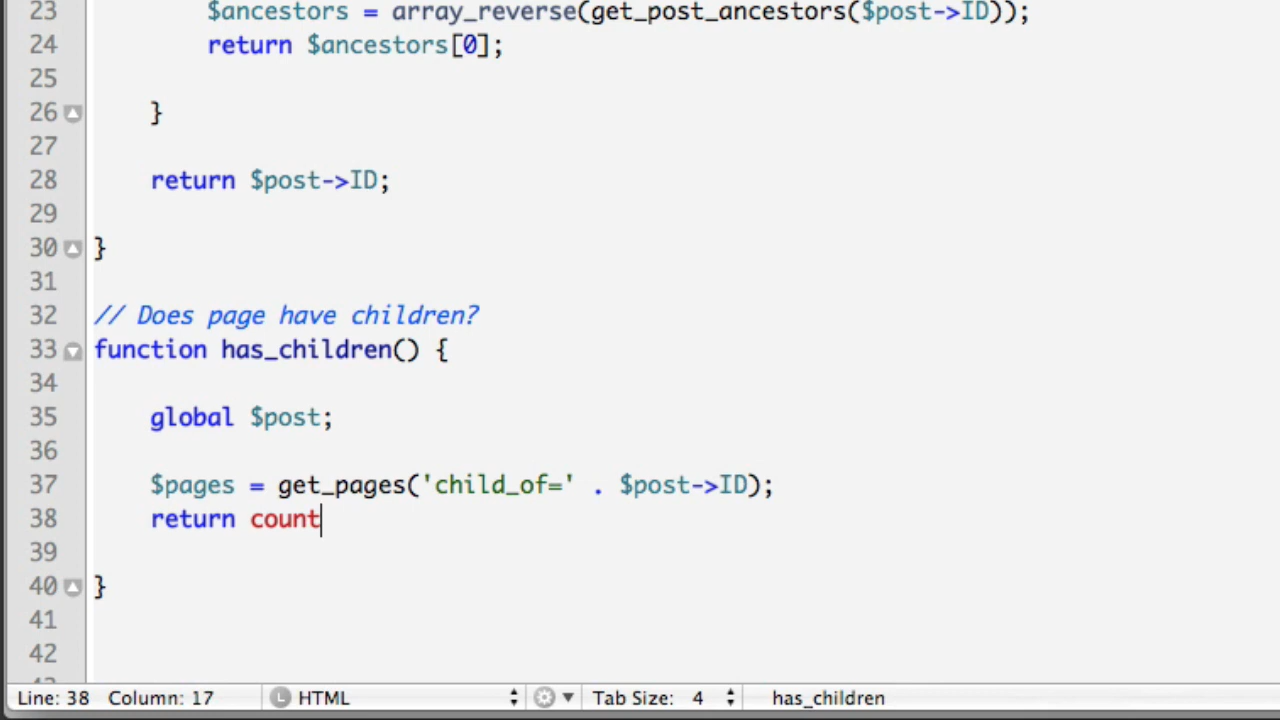 23 $ancestors = array_reverse(get_post_ancestors($post->ID));
24 return $ancestors[0];
25
26 }
27
28 return $post->ID;
29
30 }
31
32 // Does page have children?
33 function has_children() {
34
35 global $post;
36
37 $pages = get_pages('child_of=' . $post->ID);
38 return count
39
40 }
41
42
Line: 38 Column: 17 L HTML Tab Size: 4 has_children